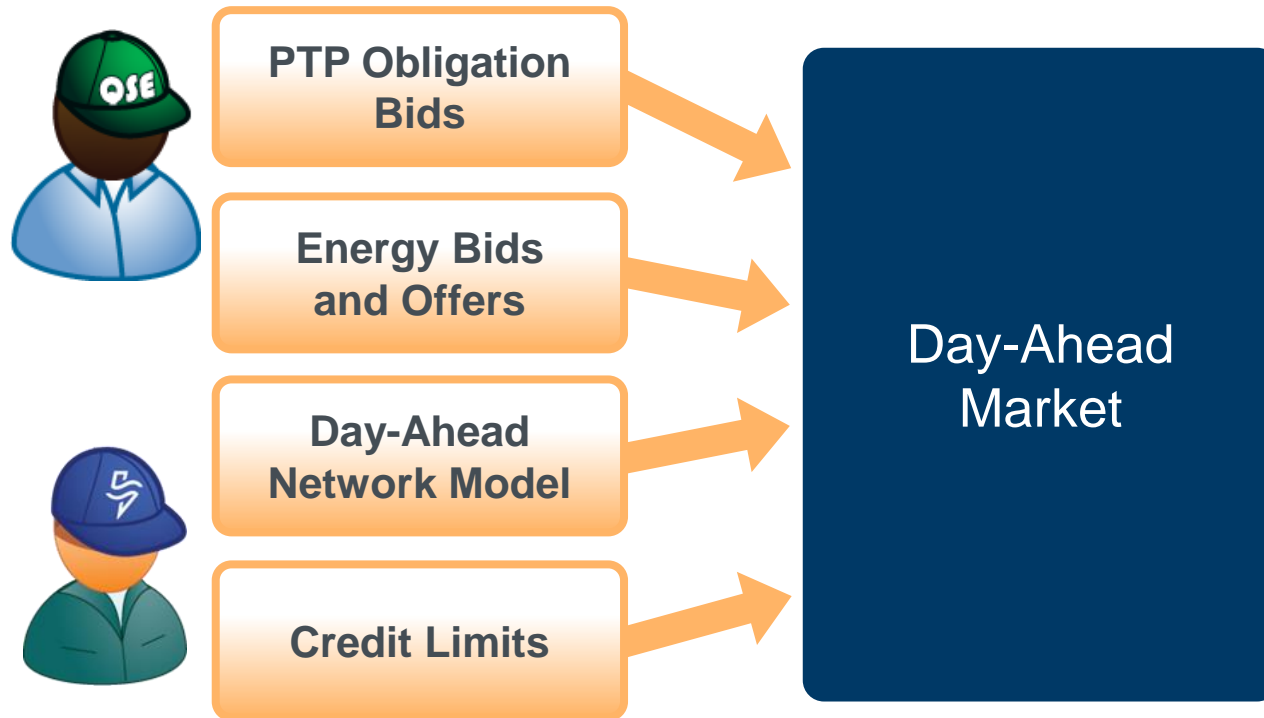 QSE
PTP Obligation
Bids
Energy Bids
and Offers
Day-Ahead
Network Model
Credit Limits
Day-Ahead
Market